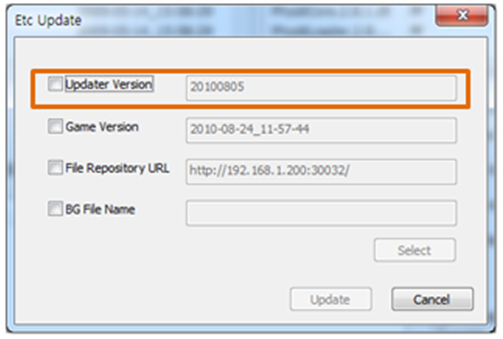 Etc Update
Updater Version 20100805
Game Version 2010-08-24_11-57-44
File Repository URL http://192.168.1.200:30032/
BG File Name
Select
Update Cancel